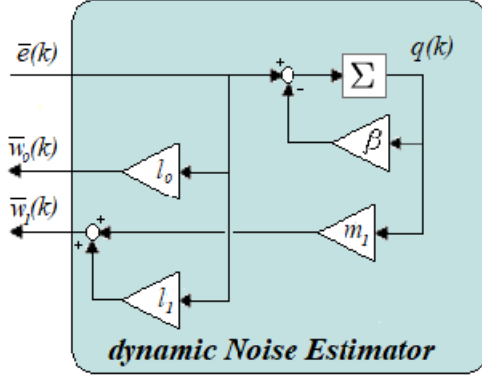 e̅(k)
q(k)
+
-
Σ
β
w̅₀(k)
l₀
w̅₁(k)
+
+
m₁
l₁
dynamic Noise Estimator